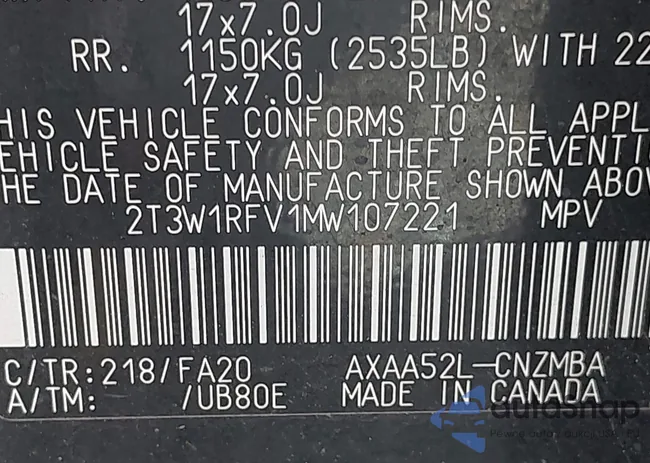 17x7.0J RIMS.
RR. 1150KG (2535LB) WITH 22
17x7.0J RIMS.
HIS VEHICLE CONFORMS TO ALL APPL
EHICLE SAFETY AND THEFT PREVENTI
HE DATE OF MANUFACTURE SHOWN ABOV
2T3W1RFV1MW107221 MPV
C/TR:218/FA20 AXAA52L-CNZMBA
A/TM: /UB80E MADE IN CANADA
autoSnap